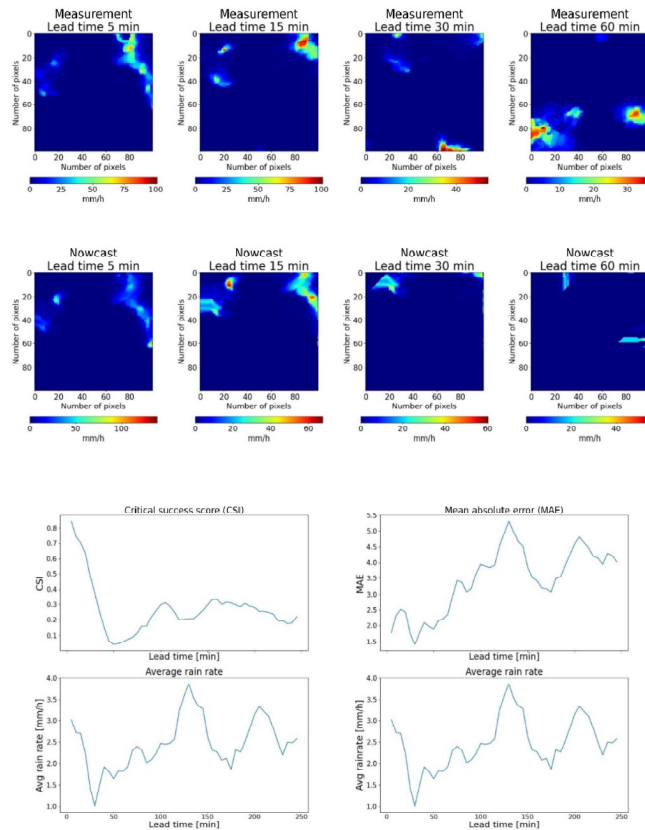 Measurement Measurement Measurement Measurement
Lead time 5 min Lead time 15 min Lead time 30 min Lead time 60 min
Number of pixels Number of pixels Number of pixels Number of pixels
0 0 0 0
20 20 20 20
40 40 40 40
60 60 60 60
80 80 80 80
0 20 40 60 80 0 20 40 60 80 0 20 40 60 80 0 20 40 60 80
Number of pixels Number of pixels Number of pixels Number of pixels
0 25 50 75 100 0 25 50 75 100 0 20 40 0 20
mm/h mm/h mm/h mm/h
Nowcast Nowcast Nowcast Nowcast
Lead time 5 min Lead time 15 min Lead time 30 min Lead time 60 min
Number of pixels Number of pixels Number of pixels Number of pixels
0 0 0 0
20 20 20 20
40 40 40 40
60 60 60 60
80 80 80 80
0 20 40 60 80 0 20 40 60 80 0 20 40 60 80 0 20 40 60 80
Number of pixels Number of pixels Number of pixels Number of pixels
0 50 100 0 20 40 60 0 20 40 60 0 20 40
mm/h mm/h mm/h mm/h
Critical success score (CSI) Mean absolute error (MAE)
CSI MAE
0.8 5.5
0.7 5.0
0.6 4.5
0.5 4.0
0.4 3.5
0.3 3.0
0.2 2.5
0.1 2.0
1.5
Lead time [min] Lead time [min]
Average rain rate Average rain rate
Avg rain rate [mm/h] Avg rainrate [mm/h]
4.0 4.0
3.5 3.5
3.0 3.0
2.5 2.5
2.0 2.0
1.5 1.5
1.0 1.0
0 50 100 150 200 250 0 50 100 150 200 250
Lead time [min] Lead time [min]